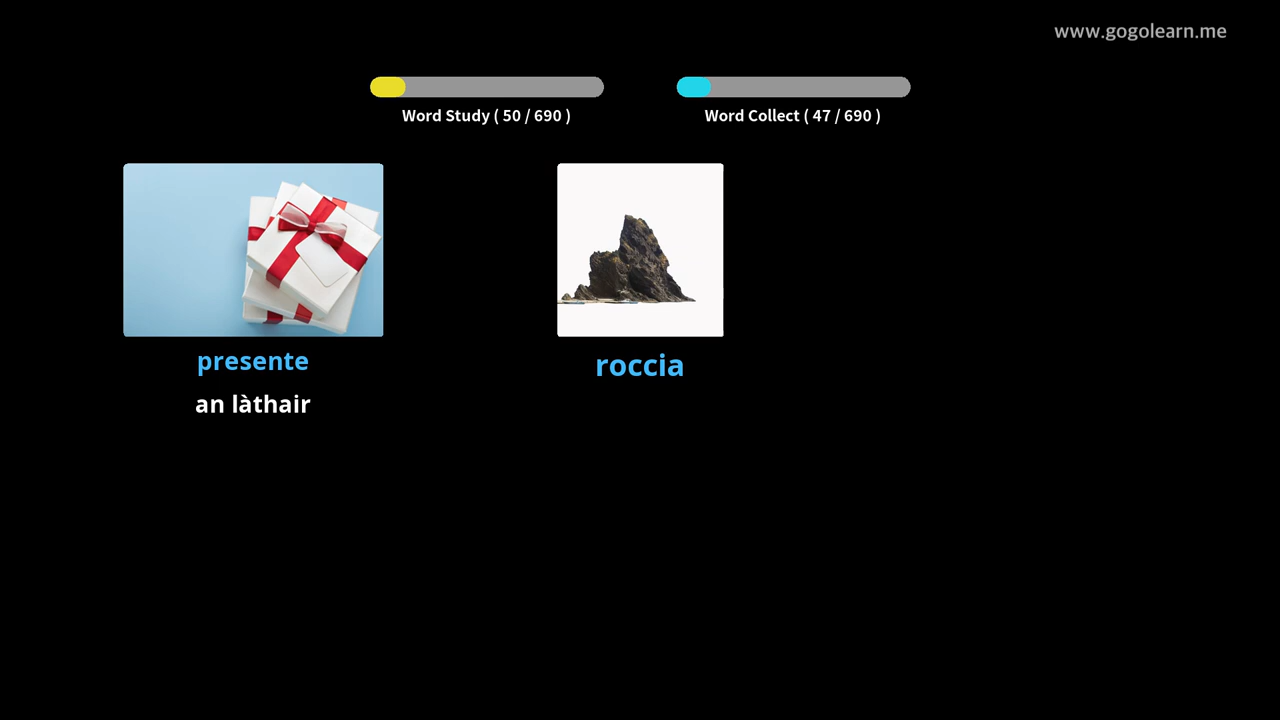 www.gogolearn.me
Word Study ( 50 / 690 )
Word Collect ( 47 / 690 )
presente
an làthair
roccia